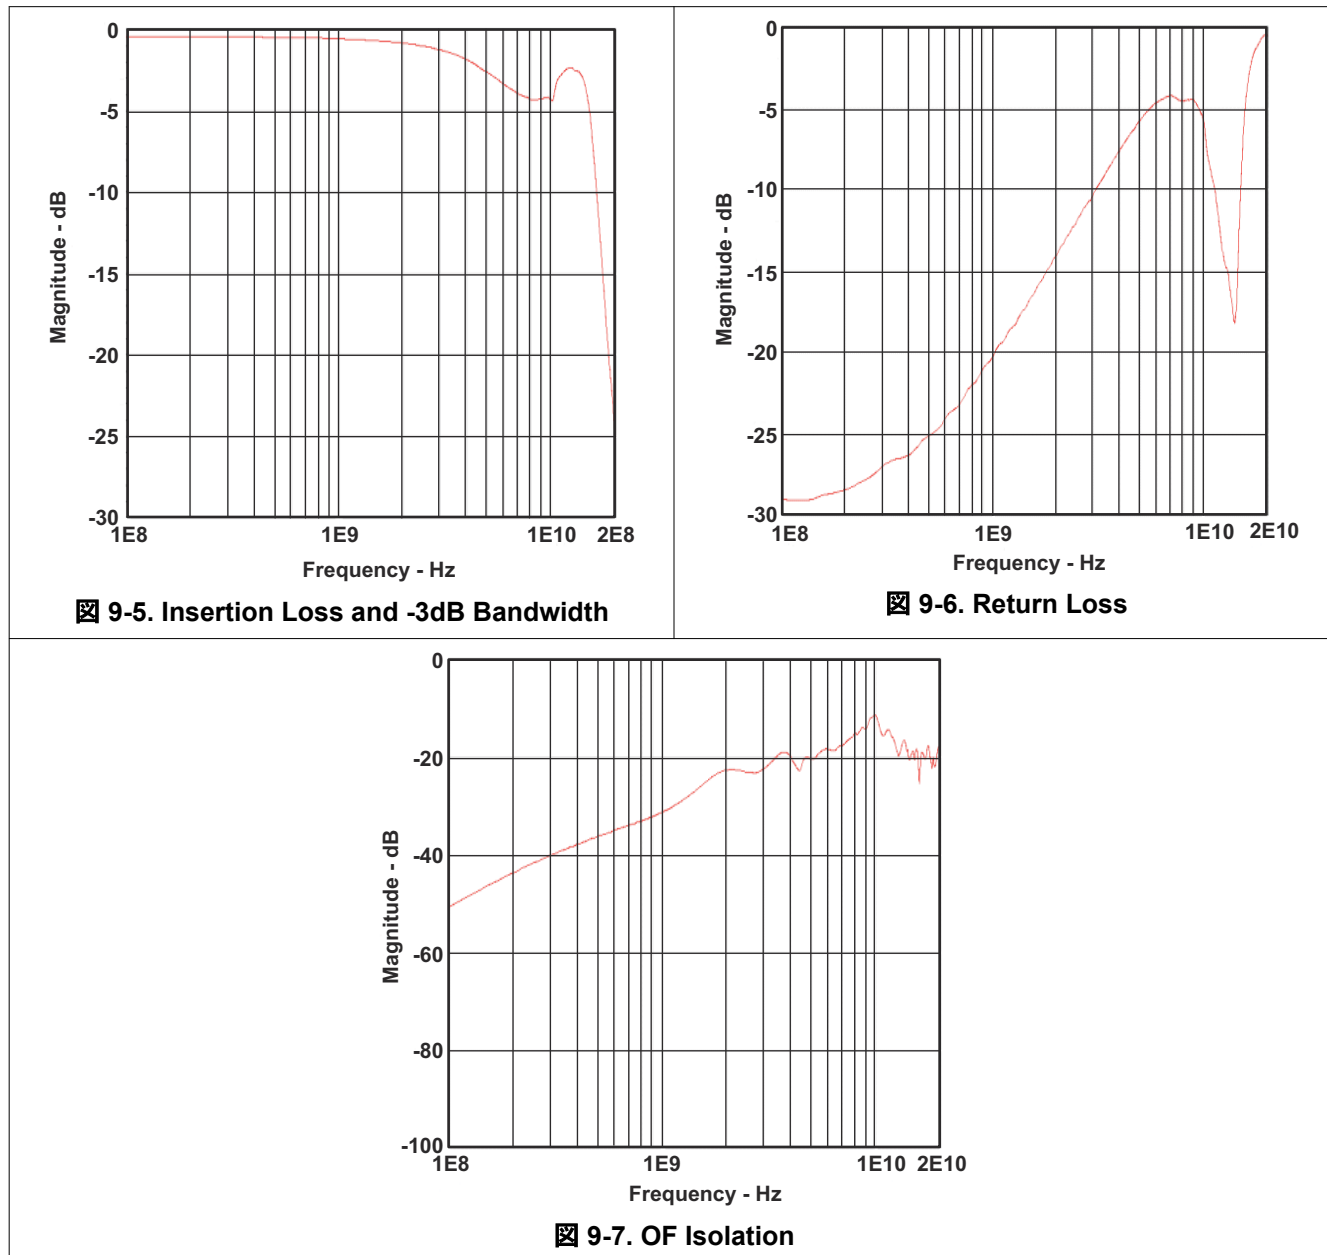 0
-5
-10
-15
-20
-25
-30
Magnitude - dB
1E8
1E9
1E10
2E8
Frequency - Hz
図 9-5. Insertion Loss and -3dB Bandwidth
0
-5
-10
-15
-20
-25
-30
Magnitude - dB
1E8
1E9
1E10
2E10
Frequency - Hz
図 9-6. Return Loss
0
-20
-40
-60
-80
-100
Magnitude - dB
1E8
1E9
1E10
2E10
Frequency - Hz
図 9-7. OF Isolation